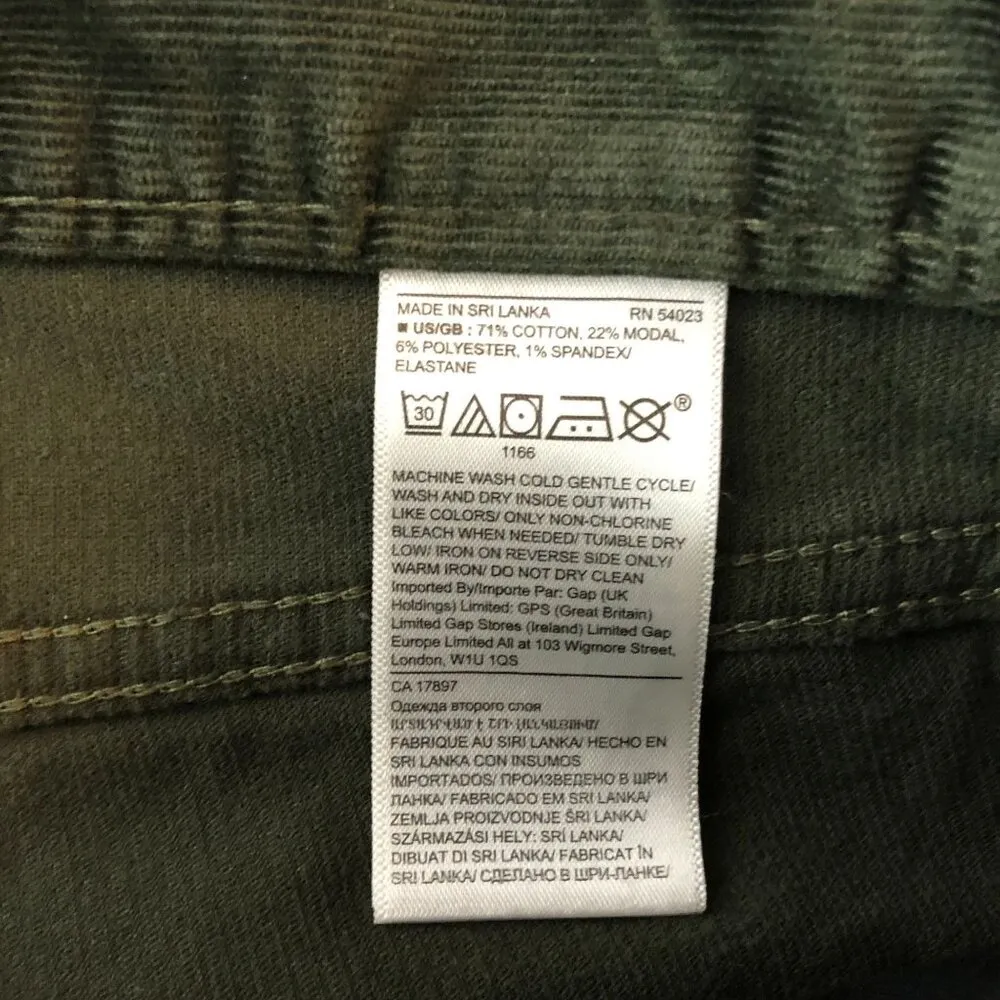 MADE IN SRI LANKA RN 54023
US/GB : 71% COTTON, 22% MODAL,
6% POLYESTER, 1% SPANDEX/
ELASTANE
30 ®
1166
MACHINE WASH COLD GENTLE CYCLE/
WASH AND DRY INSIDE OUT WITH
LIKE COLORS/ ONLY NON-CHLORINE
BLEACH WHEN NEEDED/ TUMBLE DRY
LOW/ IRON ON REVERSE SIDE ONLY/
WARM IRON/ DO NOT DRY CLEAN
Imported By/Importe Par: Gap (UK
Holdings) Limited: GPS (Great Britain)
Limited Gap Stores (Ireland) Limited Gap
Europe Limited All at 103 Wigmore Street,
London, W1U 1QS
CA 17897
Одежда второго слоя
FABRIQUE AU SIRI LANKA/ HECHO EN
SRI LANKA CON INSUMOS
IMPORTADOS/ ПРОИЗВЕДЕНО В ШРИ
ЛАНКА/ FABRICADO EM SRI LANKA/
ZEMLJA PROIZVODNJE ŠRI LANKA/
SZÁRMAZÁSI HELY: SRÍ LANKA/
DIBUAT DI SRI LANKA/ FABRICAT ÎN
SRI LANKA/ СДЕЛАНО В ШРИ-ЛАНКЕ/